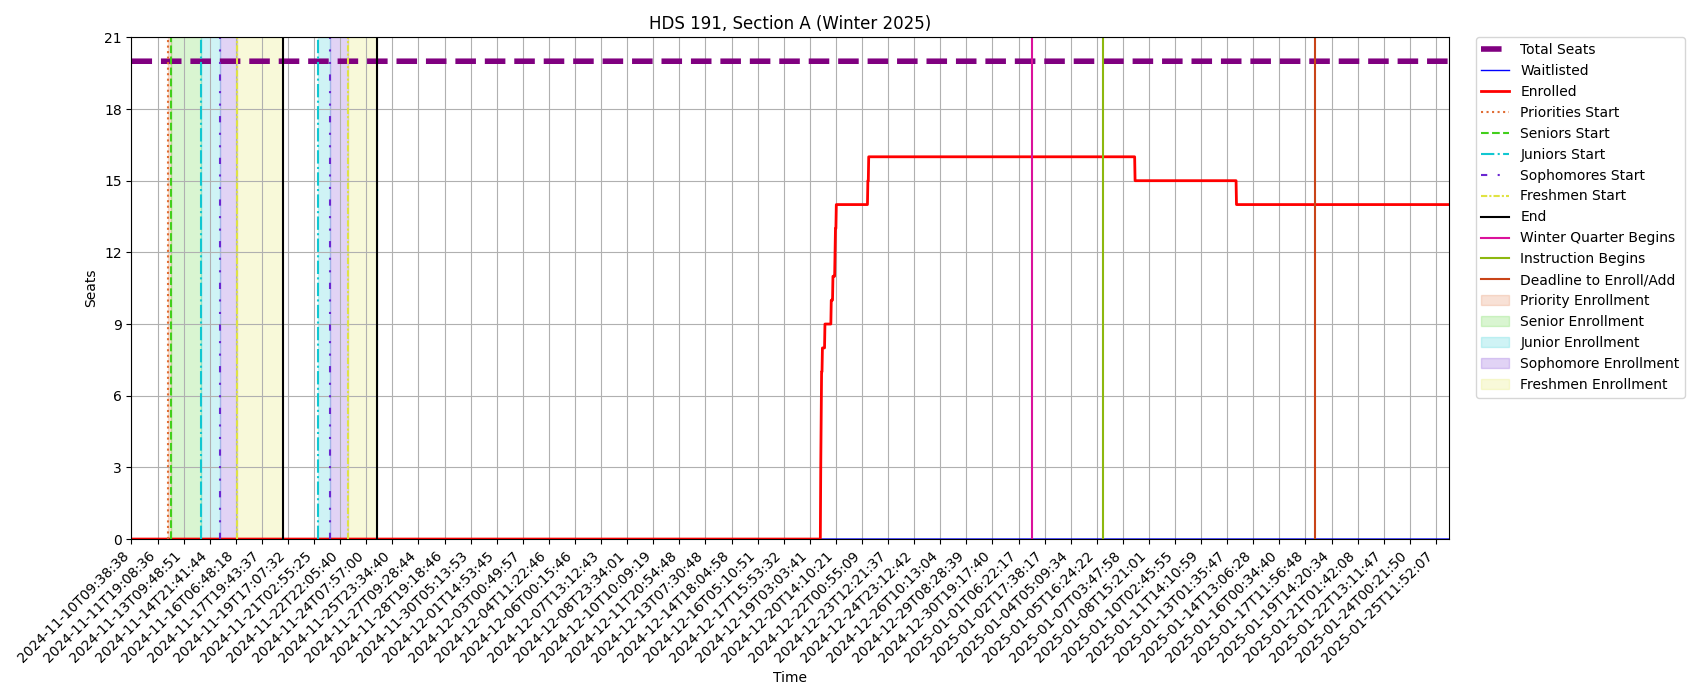 HDS 191, Section A (Winter 2025)
21
18
15
12
9
6
3
0
Seats
2024-11-10T09:38:38
2024-11-11T19:08:36
2024-11-13T09:48:51
2024-11-14T21:41:44
2024-11-16T06:48:18
2024-11-17T19:43:37
2024-11-19T17:07:32
2024-11-21T02:55:25
2024-11-22T22:05:40
2024-11-24T07:57:00
2024-11-25T23:34:40
2024-11-27T09:28:44
2024-11-28T19:18:46
2024-11-30T05:13:53
2024-12-01T14:53:45
2024-12-03T00:49:57
2024-12-04T11:22:46
2024-12-06T00:15:46
2024-12-07T13:12:43
2024-12-08T23:34:01
2024-12-10T10:09:19
2024-12-11T20:54:48
2024-12-13T07:30:48
2024-12-14T18:04:58
2024-12-16T05:10:51
2024-12-17T15:53:32
2024-12-19T03:03:41
2024-12-20T14:10:21
2024-12-22T00:55:09
2024-12-23T12:21:37
2024-12-24T23:12:42
2024-12-26T10:13:04
2024-12-29T08:28:39
2024-12-30T19:17:40
2025-01-01T06:22:17
2025-01-02T17:38:17
2025-01-04T05:09:34
2025-01-05T16:24:22
2025-01-07T03:47:58
2025-01-08T15:21:01
2025-01-10T02:45:55
2025-01-11T14:10:59
2025-01-13T01:35:47
2025-01-14T13:06:28
2025-01-16T00:34:40
2025-01-17T11:56:48
2025-01-19T14:20:34
2025-01-21T01:42:08
2025-01-22T13:11:47
2025-01-24T00:21:50
2025-01-25T11:52:07
Time
Total Seats
Waitlisted
Enrolled
Priorities Start
Seniors Start
Juniors Start
Sophomores Start
Freshmen Start
End
Winter Quarter Begins
Instruction Begins
Deadline to Enroll/Add
Priority Enrollment
Senior Enrollment
Junior Enrollment
Sophomore Enrollment
Freshmen Enrollment